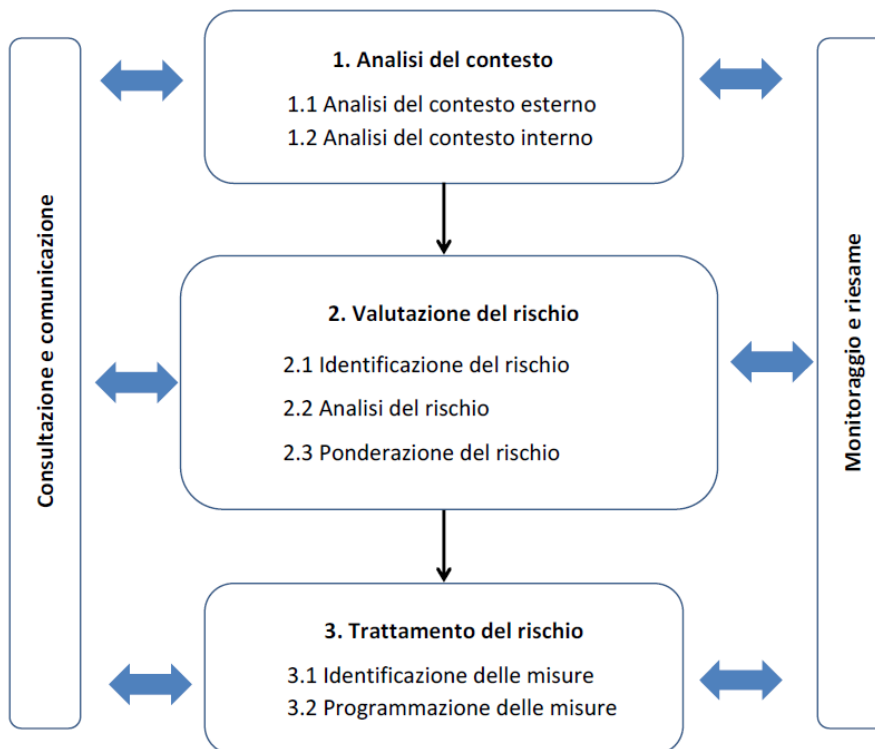 Consultazione e comunicazione
1. Analisi del contesto
1.1 Analisi del contesto esterno
1.2 Analisi del contesto interno
2. Valutazione del rischio
2.1 Identificazione del rischio
2.2 Analisi del rischio
2.3 Ponderazione del rischio
3. Trattamento del rischio
3.1 Identificazione delle misure
3.2 Programmazione delle misure
Monitoraggio e riesame